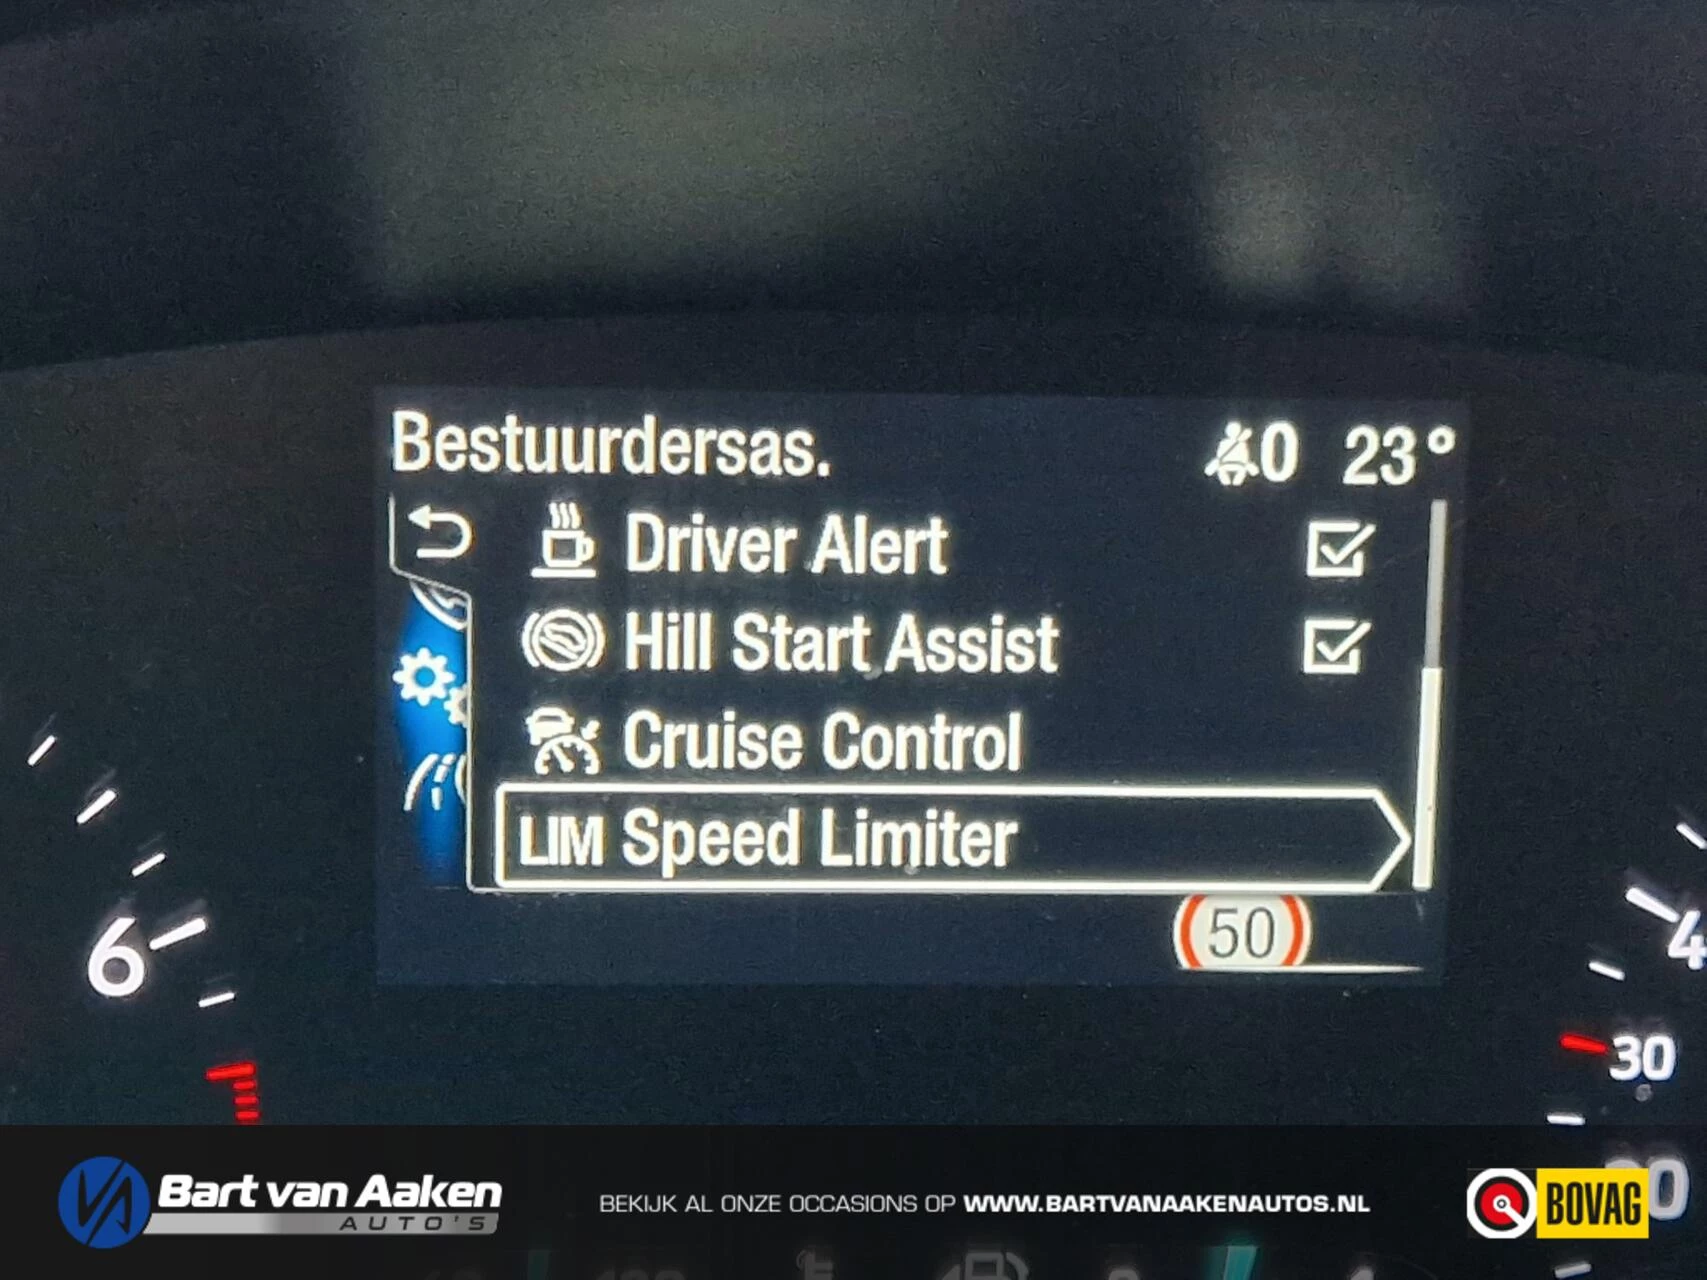 Bestuurdersas. 0 23°
Driver Alert
Hill Start Assist
Cruise Control
LIM Speed Limiter
50
6
4
30
Bart van Aaken
AUTO'S
BEKIJK AL ONZE OCCASIONS OP WWW.BARTVANAAKENAUTOS.NL
BOVAG